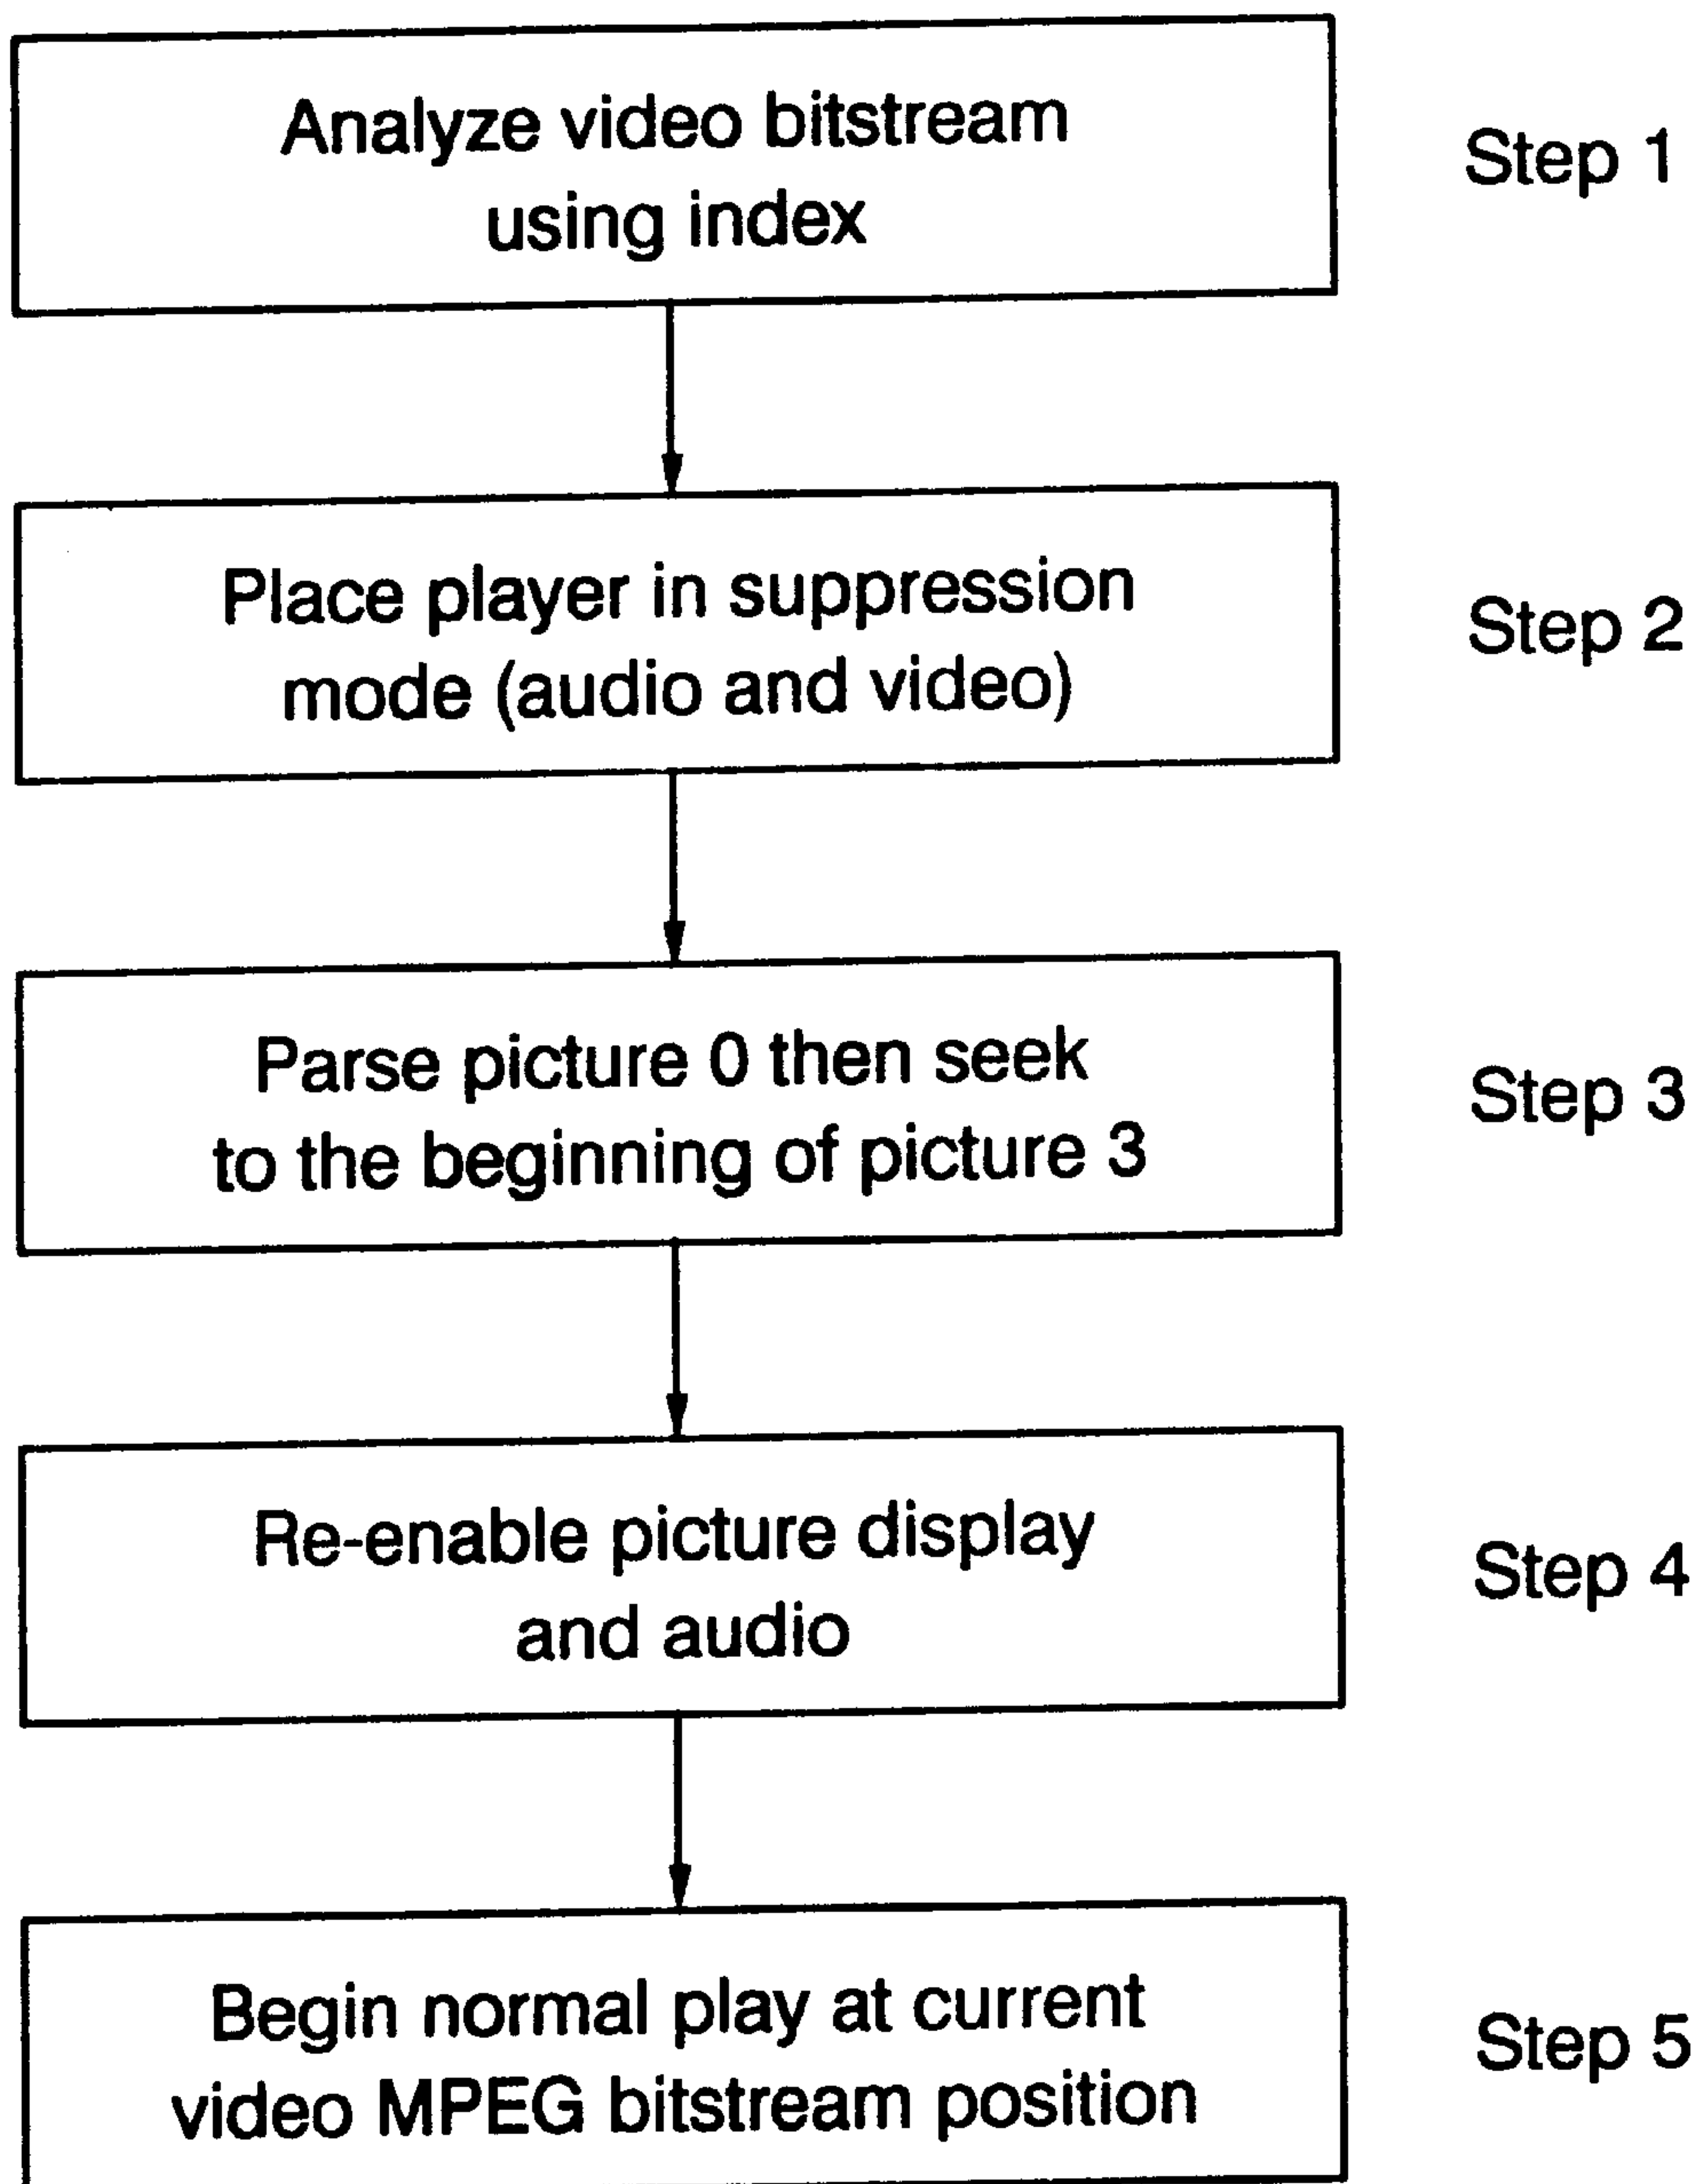 Analyze video bitstream
using index
Step 1
Place player in suppression
mode (audio and video)
Step 2
Parse picture 0 then seek
to the beginning of picture 3
Step 3
Re-enable picture display
and audio
Step 4
Begin normal play at current
video MPEG bitstream position
Step 5